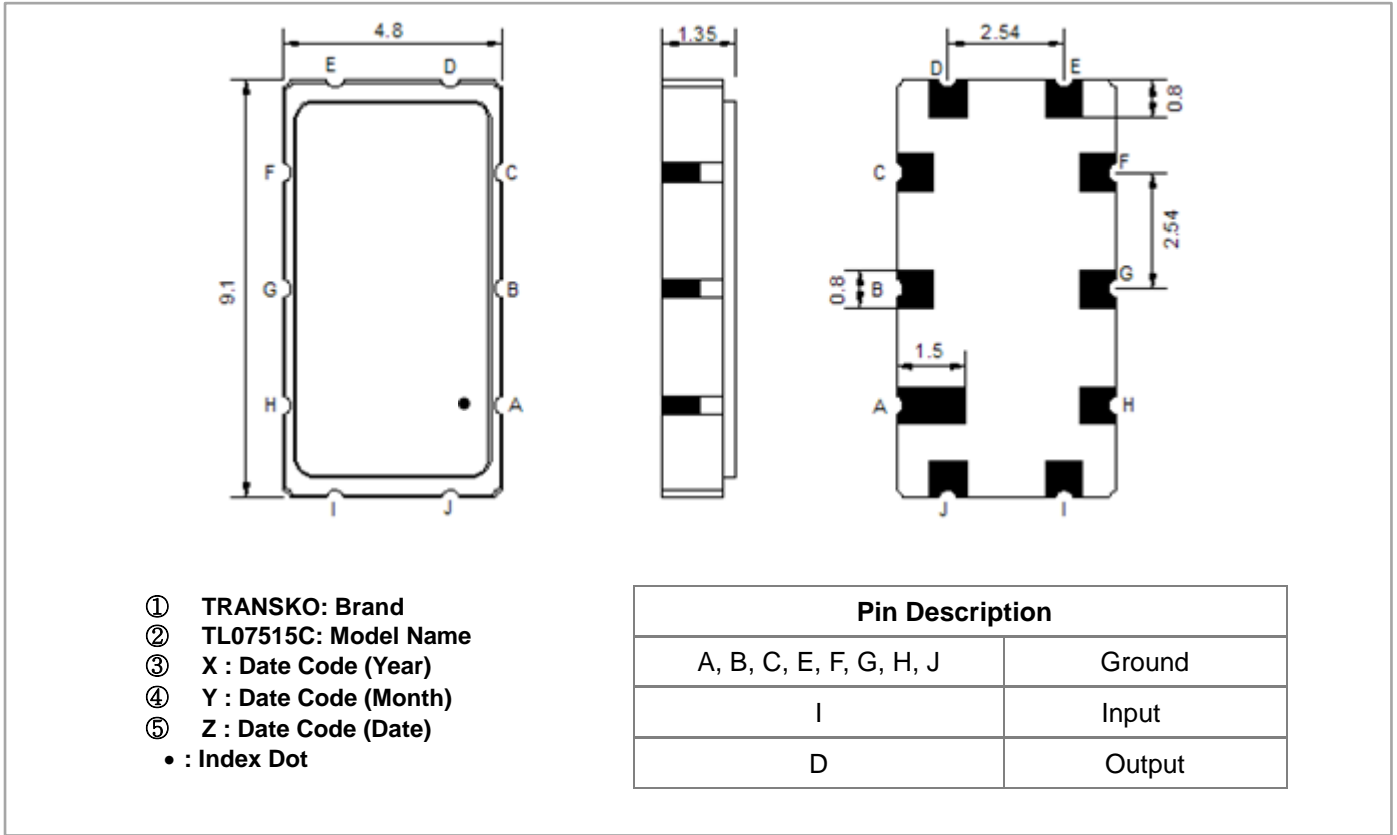 4.8
1.35
2.54
E D
D E
0.8
F C
C F
9.1
2.54
G B
0.8 B G
1.5
H A
A H
I J
J I
① TRANSKO: Brand
② TL07515C: Model Name
③ X : Date Code (Year)
④ Y : Date Code (Month)
⑤ Z : Date Code (Date)
• : Index Dot
Pin Description
A, B, C, E, F, G, H, J Ground
I Input
D Output